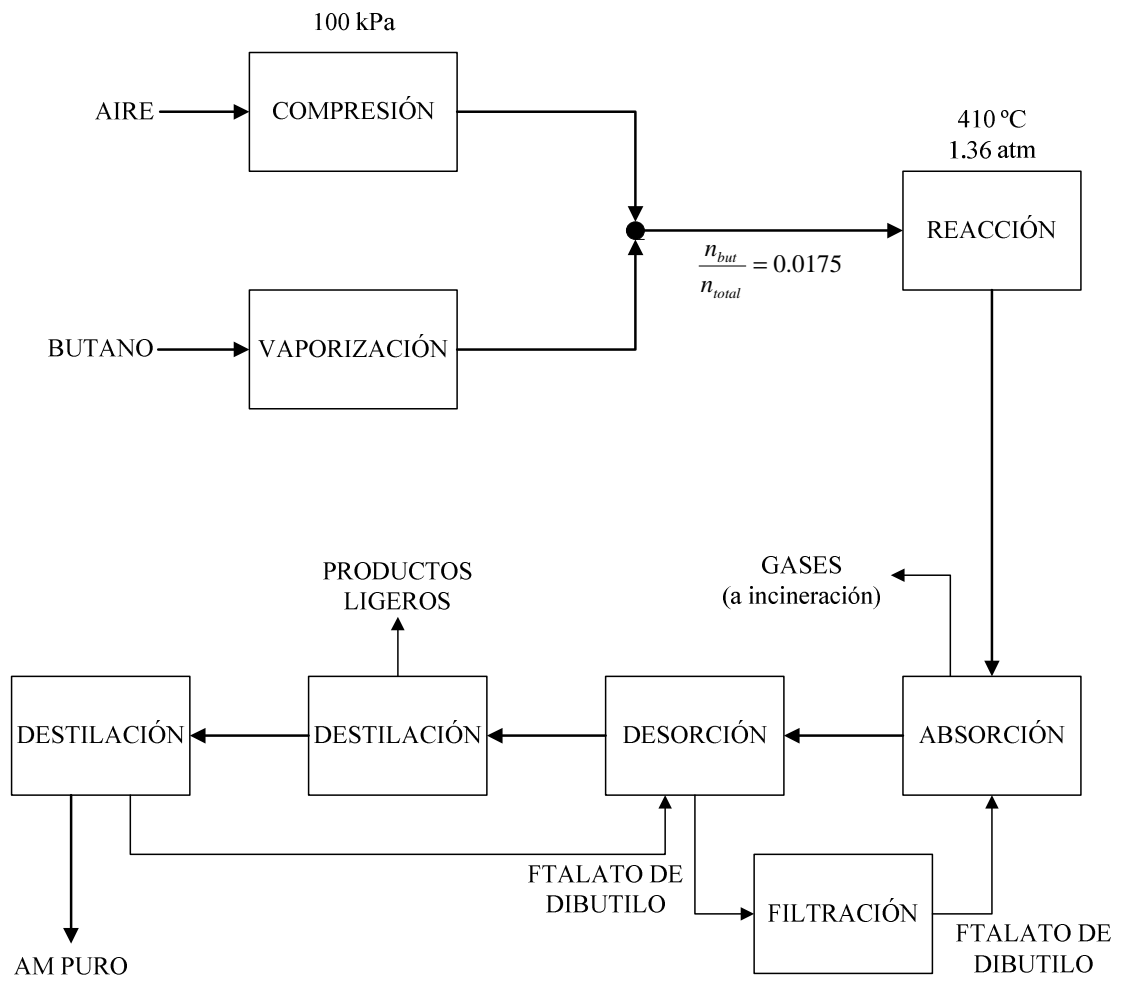 100 kPa
AIRE
COMPRESIÓN
410 ºC
1.36 atm
REACCIÓN
n_but / n_total = 0.0175
BUTANO
VAPORIZACIÓN
PRODUCTOS
LIGEROS
GASES
(a incineración)
DESTILACIÓN
DESTILACIÓN
DESORCIÓN
ABSORCIÓN
FTALATO DE
DIBUTILO
FILTRACIÓN
FTALATO DE
DIBUTILO
AM PURO